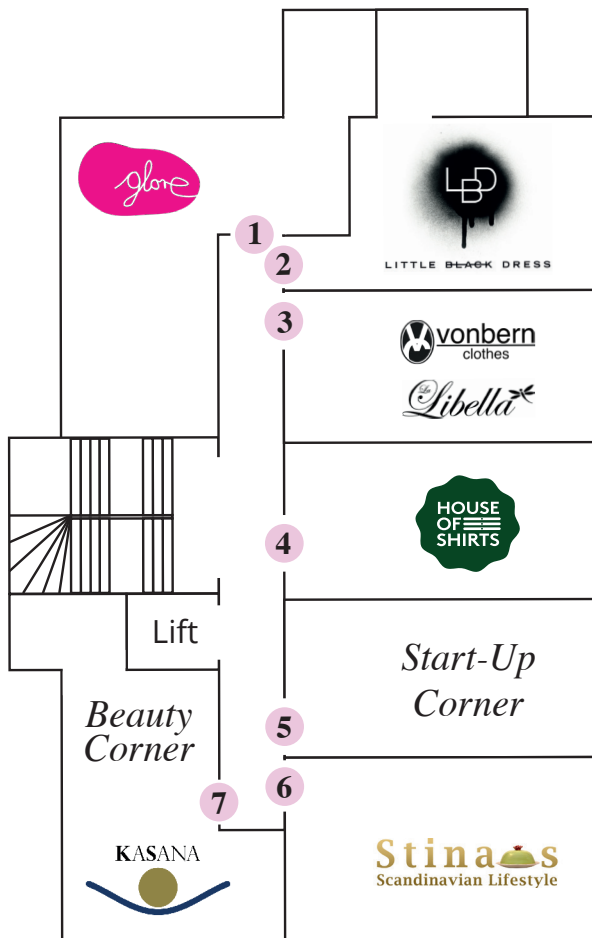 glore
LBD
LITTLE BLACK DRESS
1
2
3
vonbern
clothes
La Libella
HOUSE
OF
SHIRTS
4
Lift
Start-Up
Corner
Beauty
Corner
5
6
7
KASANA
Stinas
Scandinavian Lifestyle